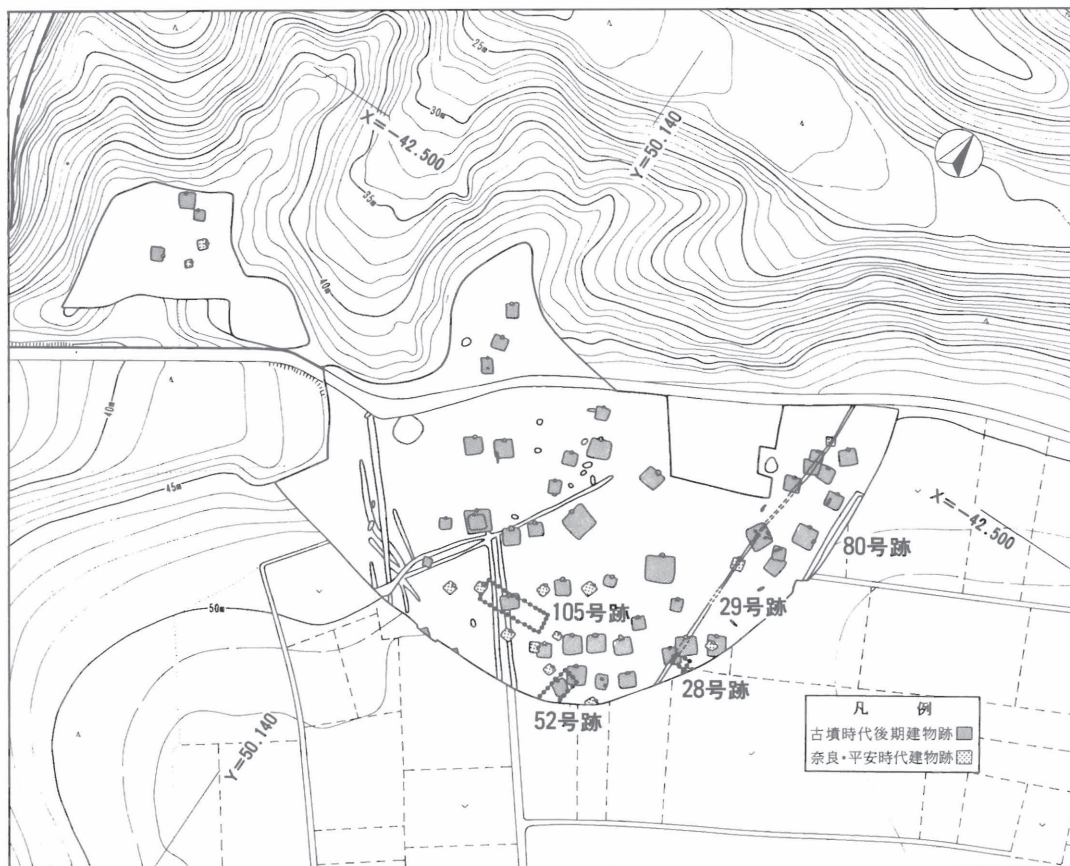 25m
30m
X=-42.500
Y=50.140
35m
40m
40m
45m
X=-42.500
80号跡
50m
105号跡
29号跡
28号跡
52号跡
Y=50.140
凡 例
古墳時代後期建物跡
奈良・平安時代建物跡